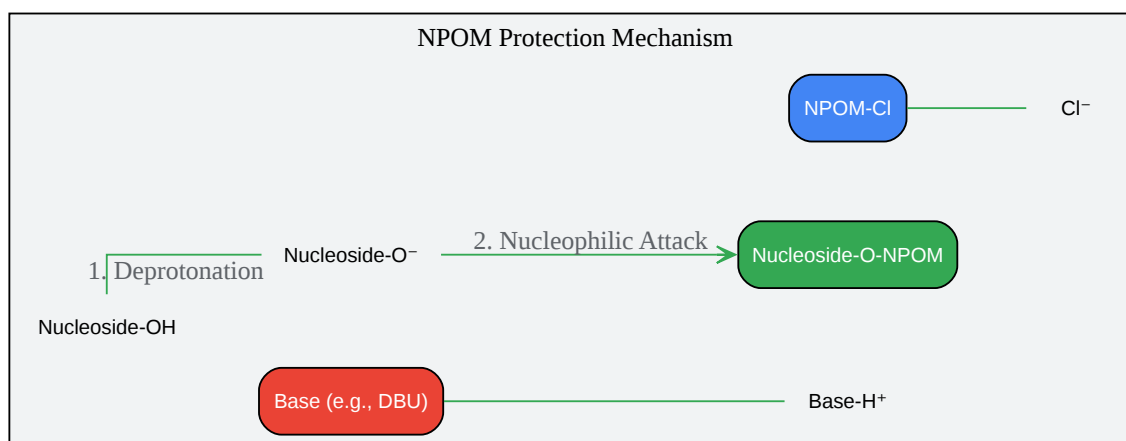 NPOM Protection Mechanism
NPOM-Cl
Cl⁻
Nucleoside-O⁻
2. Nucleophilic Attack
Nucleoside-O-NPOM
1. Deprotonation
Nucleoside-OH
Base (e.g., DBU)
Base-H⁺